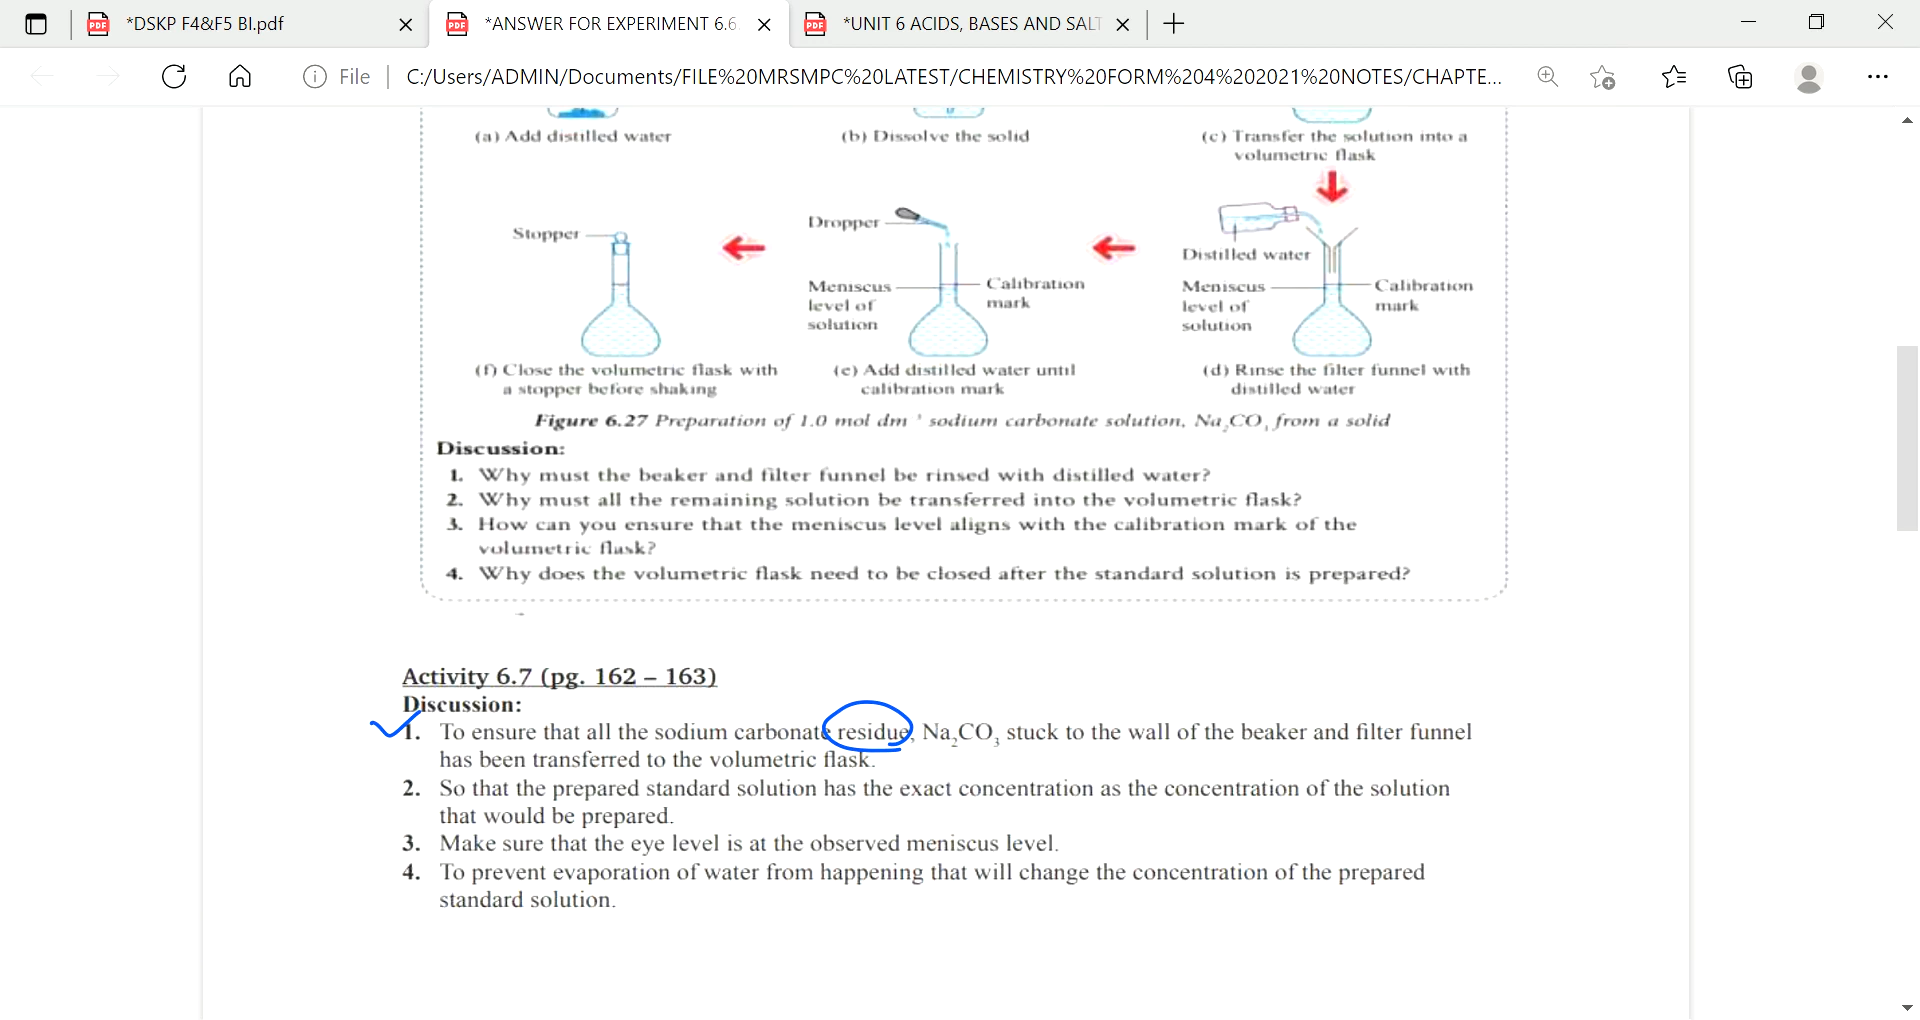 *DSKP F4&F5 BI.pdf
*ANSWER FOR EXPERIMENT 6.6
*UNIT 6 ACIDS, BASES AND SALT
File
C:/Users/ADMIN/Documents/FILE%20MRSMPC%20LATEST/CHEMISTRY%20FORM%204%202021%20NOTES/CHAPTE...
(a) Add distilled water
(b) Dissolve the solid
(c) Transfer the solution into a
volumetric flask
Stopper
Dropper
Meniscus
level of
solution
Calibration
mark
Distilled water
Meniscus
level of
solution
Calibration
mark
(f) Close the volumetric flask with
a stopper before shaking
(e) Add distilled water until
calibration mark
(d) Rinse the filter funnel with
distilled water
Figure 6.27 Preparation of 1.0 mol dm⁻³ sodium carbonate solution, Na₂CO₃ from a solid
Discussion:
1. Why must the beaker and filter funnel be rinsed with distilled water?
2. Why must all the remaining solution be transferred into the volumetric flask?
3. How can you ensure that the meniscus level aligns with the calibration mark of the
volumetric flask?
4. Why does the volumetric flask need to be closed after the standard solution is prepared?
Activity 6.7 (pg. 162 – 163)
Discussion:
1. To ensure that all the sodium carbonate residue, Na₂CO₃ stuck to the wall of the beaker and filter funnel
has been transferred to the volumetric flask.
2. So that the prepared standard solution has the exact concentration as the concentration of the solution
that would be prepared.
3. Make sure that the eye level is at the observed meniscus level.
4. To prevent evaporation of water from happening that will change the concentration of the prepared
standard solution.